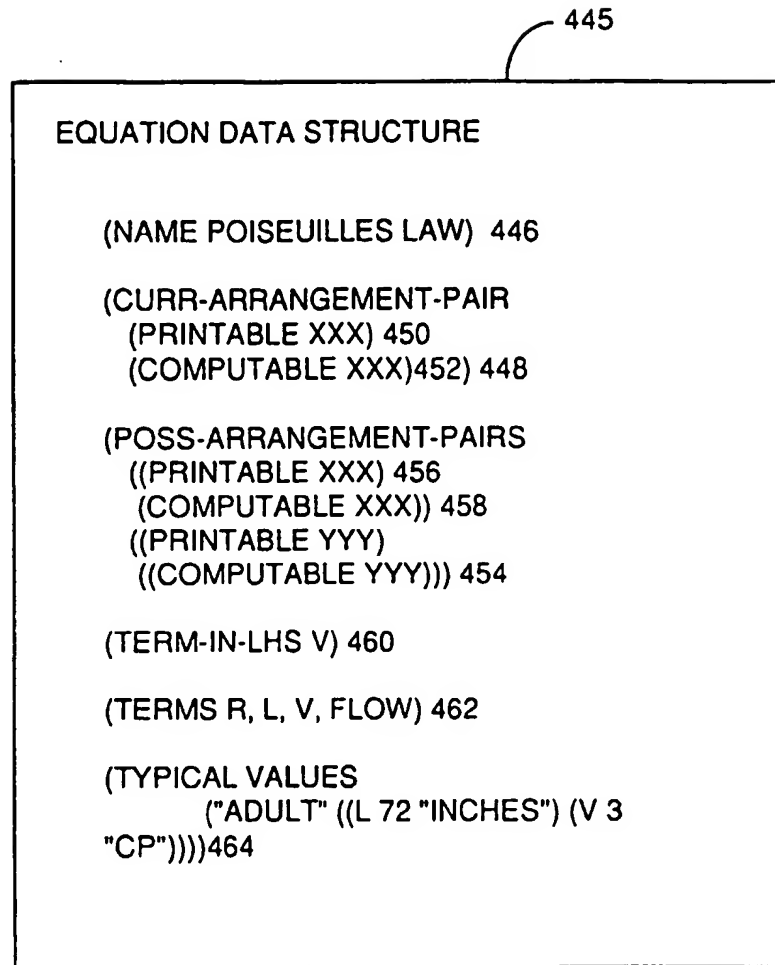 445
EQUATION DATA STRUCTURE
(NAME POISEUILLES LAW) 446
(CURR-ARRANGEMENT-PAIR
(PRINTABLE XXX) 450
(COMPUTABLE XXX)452) 448
(POSS-ARRANGEMENT-PAIRS
((PRINTABLE XXX) 456
(COMPUTABLE XXX)) 458
((PRINTABLE YYY)
((COMPUTABLE YYY))) 454
(TERM-IN-LHS V) 460
(TERMS R, L, V, FLOW) 462
(TYPICAL VALUES
("ADULT" ((L 72 "INCHES") (V 3
"CP"))))464